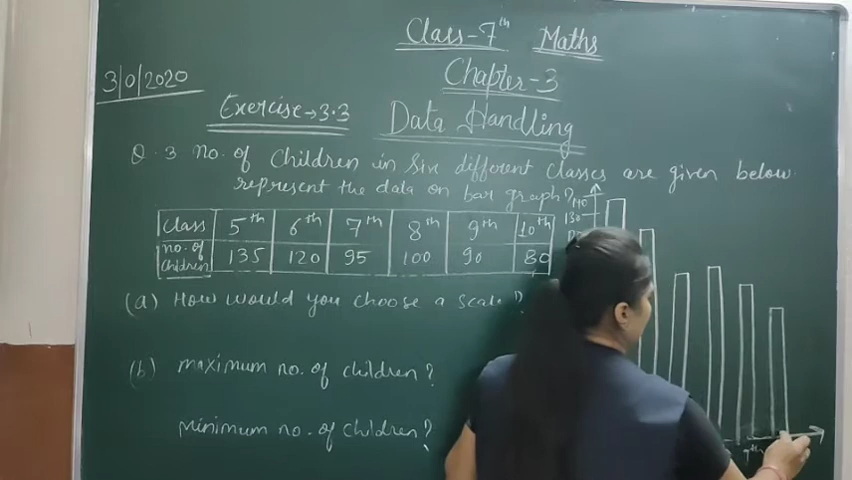 Class-7th Maths
3/0/2020
Chapter-3
Exercise→3.3
Data Handling
Q.3 no. of children in six different classes are given below.
represent the data on bar graph?
Class 5th 6th 7th 8th 9th 10th
no. of children 135 120 95 100 90 80
(a) How would you choose a scale?
(b) maximum no. of children?
minimum no. of children?
140
130
9th